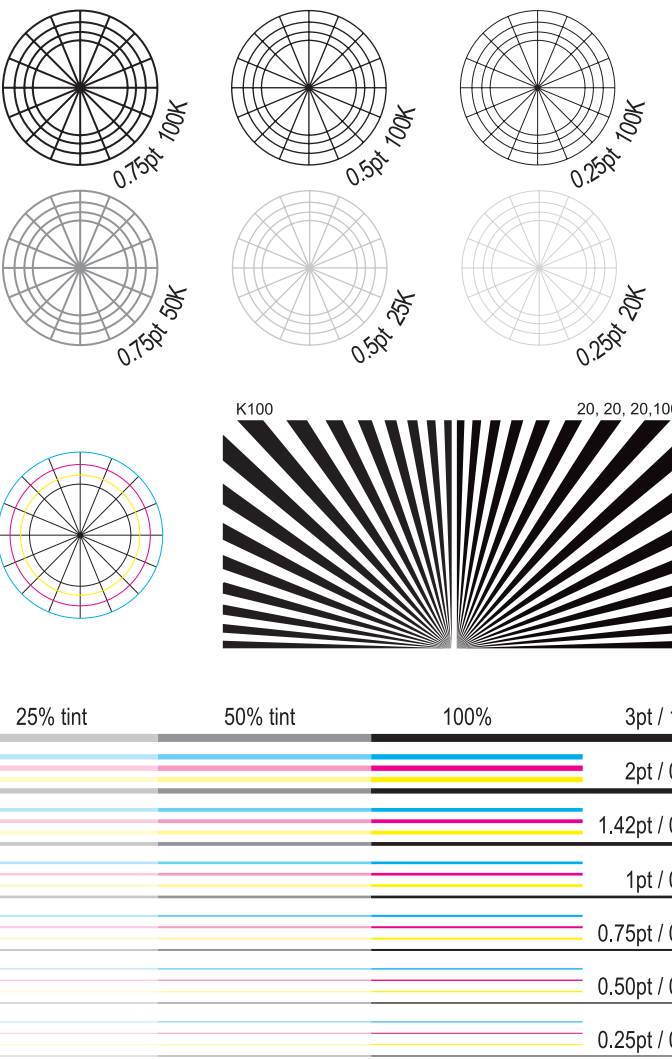 0.75pt 100K
0.5pt 100K
0.25pt 100K
0.75pt 50K
0.5pt 25K
0.25pt 20K
K100 20, 20, 20,100
25% tint 50% tint 100% 3pt /
2pt /
1.42pt /
1pt /
0.75pt /
0.50pt /
0.25pt /